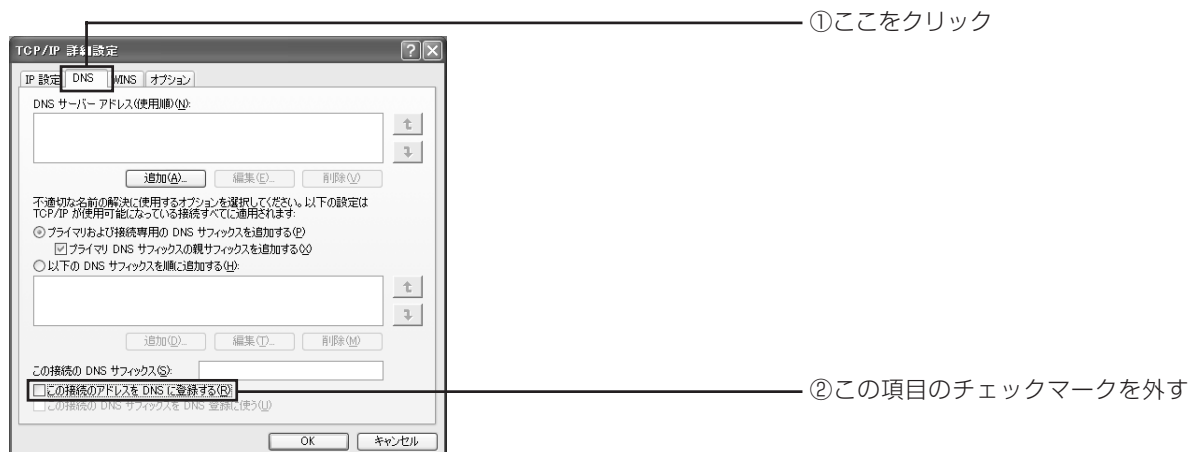 ①ここをクリック
TCP/IP 詳細設定
IP 設定 DNS WINS オプション
DNS サーバー アドレス(使用順)(N):
追加(A)... 編集(E)... 削除(V)
不適切な名前の解決に使用するオプションを選択してください。以下の設定は
TCP/IP が使用可能になっている接続すべてに適用されます:
プライマリおよび接続専用の DNS サフィックスを追加する(P)
プライマリ DNS サフィックスの親サフィックスを追加する(X)
以下の DNS サフィックスを順に追加する(H):
追加(D)... 編集(T)... 削除(M)
この接続の DNS サフィックス(S):
この接続のアドレスを DNS に登録する(R)
②この項目のチェックマークを外す
この接続の DNS サフィックスを DNS 登録に使う(U)
OK キャンセル